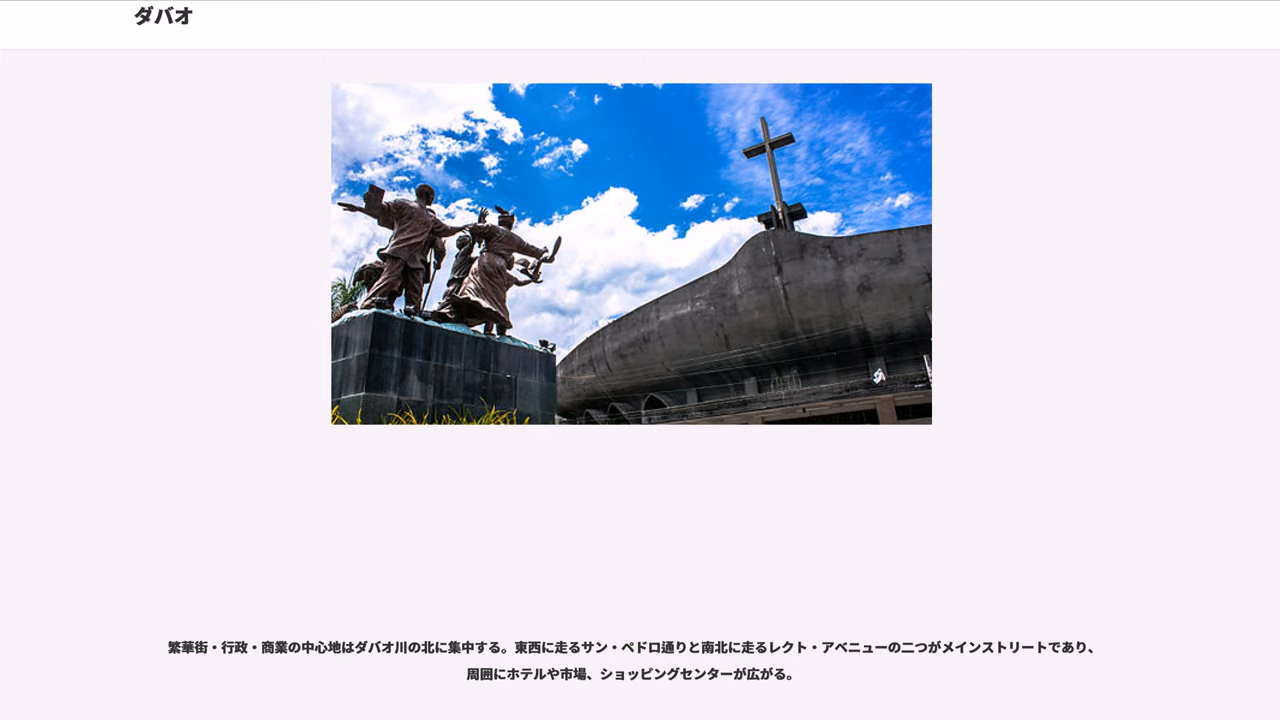 ダバオ
繁華街・行政・商業の中心地はダバオ川の北に集中する。東西に走るサン・ペドロ通りと南北に走るレクト・アベニューの二つがメインストリートであり、
周囲にホテルや市場、ショッピングセンターが広がる。